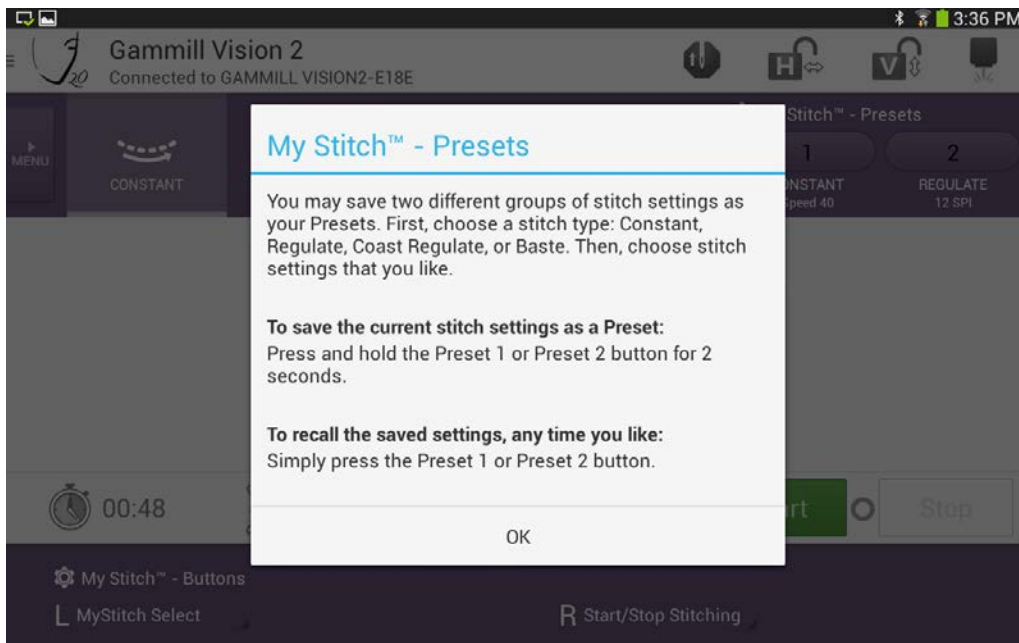 3:36 PM
20
Gammill Vision 2
Connected to GAMMILL VISION2-E18E
H
V
MENU
CONSTANT
Stitch™ - Presets
1
2
REGULATE
Speed 40
12 SPI
My Stitch™ - Presets
You may save two different groups of stitch settings as
your Presets. First, choose a stitch type: Constant,
Regulate, Coast Regulate, or Baste. Then, choose stitch
settings that you like.
To save the current stitch settings as a Preset:
Press and hold the Preset 1 or Preset 2 button for 2
seconds.
To recall the saved settings, any time you like:
Simply press the Preset 1 or Preset 2 button.
OK
00:48
Stop
My Stitch™ - Buttons
L MyStitch Select
R Start/Stop Stitching